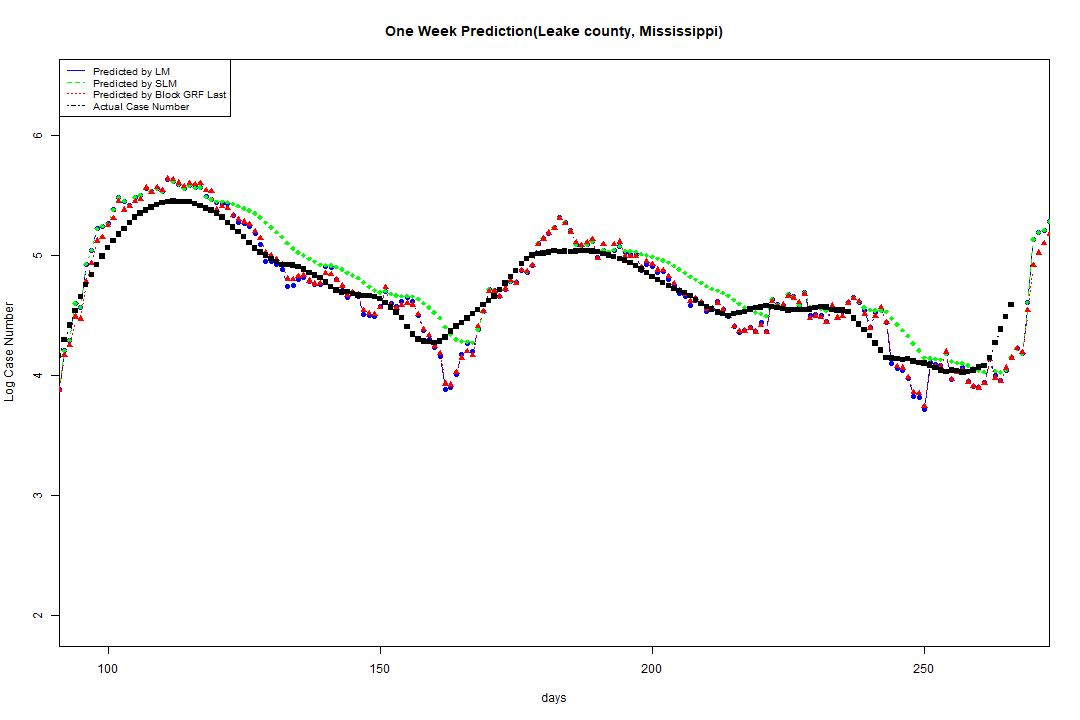 One Week Prediction(Leake county, Mississippi)
Predicted by LM
Predicted by SLM
Predicted by Block GRF Last
Actual Case Number
6
5
4
3
2
Log Case Number
100 150 200 250
days